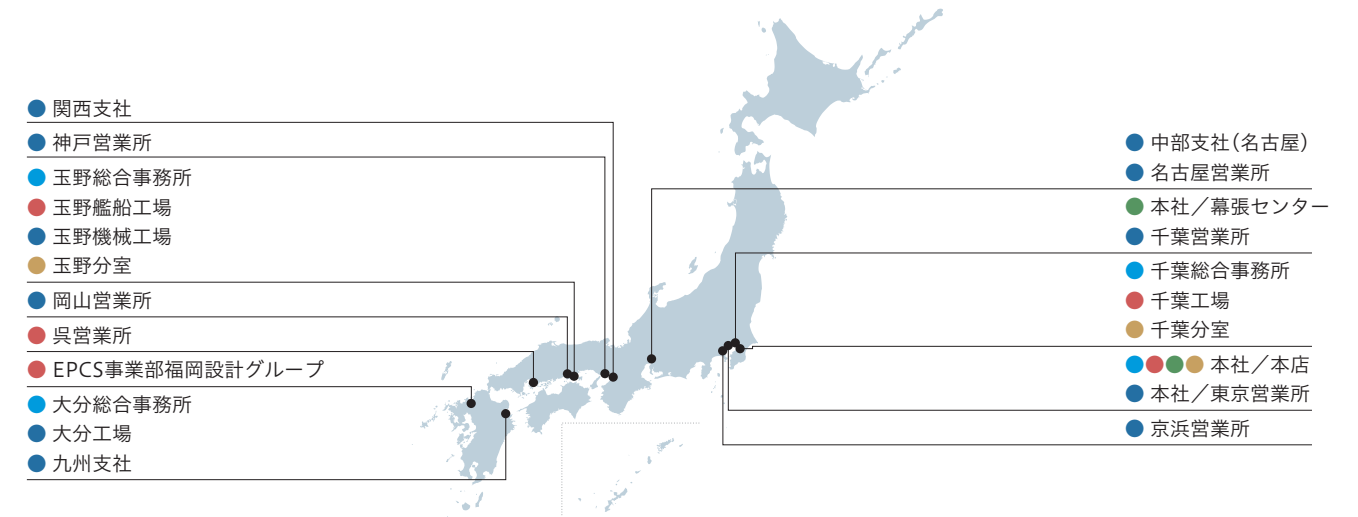 関西支社
神戸営業所
玉野総合事務所
玉野艦船工場
玉野機械工場
玉野分室
岡山営業所
呉営業所
EPCS事業部福岡設計グループ
大分総合事務所
大分工場
九州支社
中部支社(名古屋)
名古屋営業所
本社／幕張センター
千葉営業所
千葉総合事務所
千葉工場
千葉分室
本社／本店
本社／東京営業所
京浜営業所